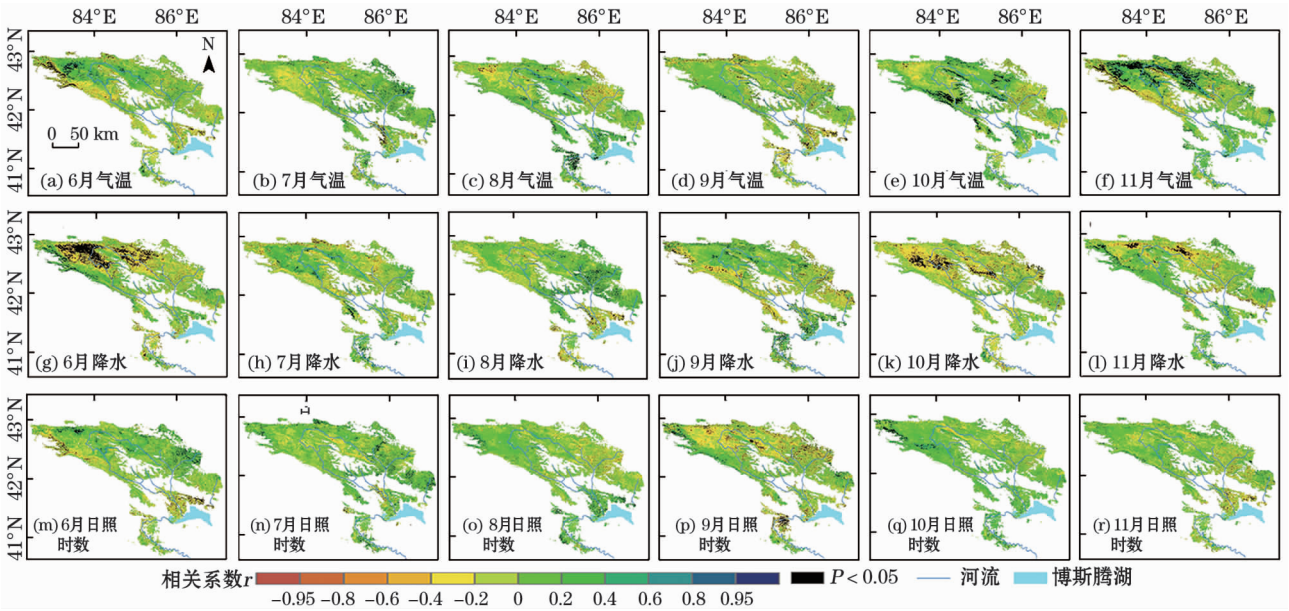 84°E 86°E 84°E 86°E 84°E 86°E 84°E 86°E 84°E 86°E 84°E 86°E
43°N
42°N
41°N
N
0 50 km
(a) 6月气温
(b) 7月气温
(c) 8月气温
(d) 9月气温
(e) 10月气温
(f) 11月气温
43°N
42°N
41°N
(g) 6月降水
(h) 7月降水
(i) 8月降水
(j) 9月降水
(k) 10月降水
(l) 11月降水
43°N
42°N
41°N
(m) 6月日照
时数
(n) 7月日照
时数
(o) 8月日照
时数
(p) 9月日照
时数
(q) 10月日照
时数
(r) 11月日照
时数
相关系数r
-0.95 -0.8 -0.6 -0.4 -0.2 0 0.2 0.4 0.6 0.8 0.95
P<0.05
河流
博斯腾湖